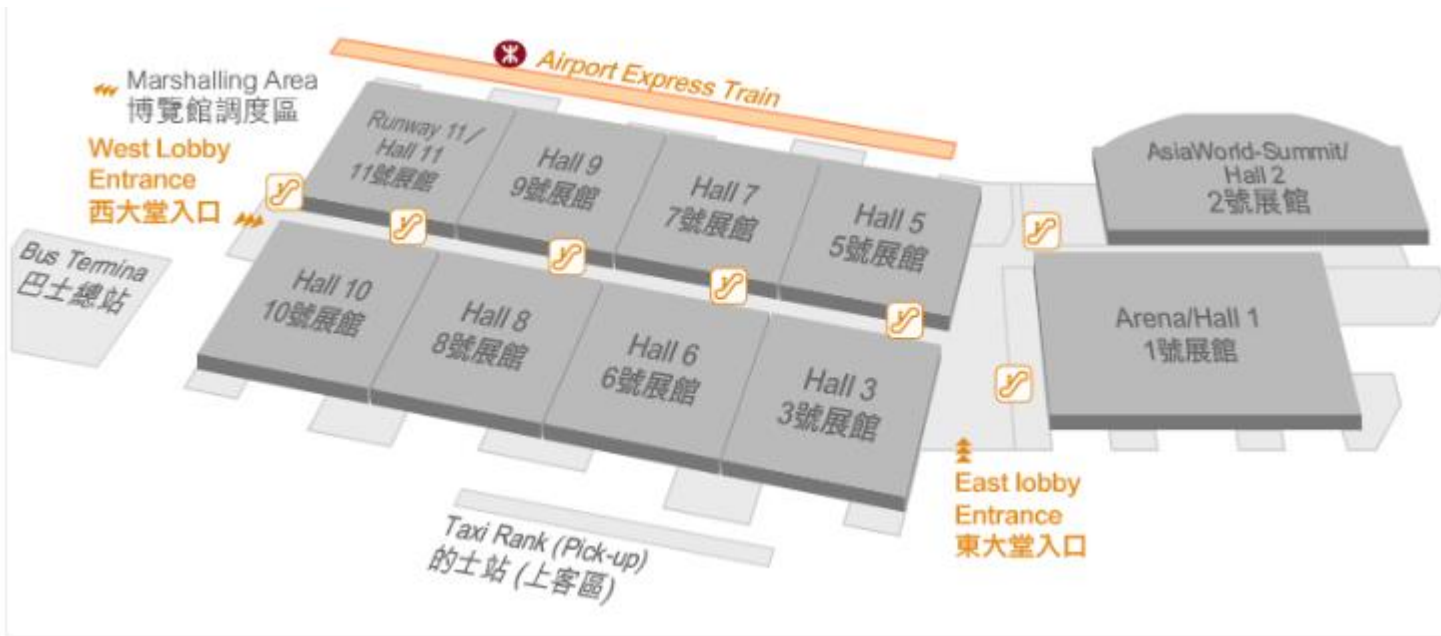 Airport Express Train
Marshalling Area
博覽館調度區
West Lobby
Entrance
西大堂入口
Bus Termina
巴士總站
Runway 11/
Hall 11
11號展館
Hall 9
9號展館
Hall 7
7號展館
Hall 5
5號展館
AsiaWorld-Summit/
Hall 2
2號展館
Hall 10
10號展館
Hall 8
8號展館
Hall 6
6號展館
Hall 3
3號展館
Arena/Hall 1
1號展館
East lobby
Entrance
東大堂入口
Taxi Rank (Pick-up)
的士站 (上客區)